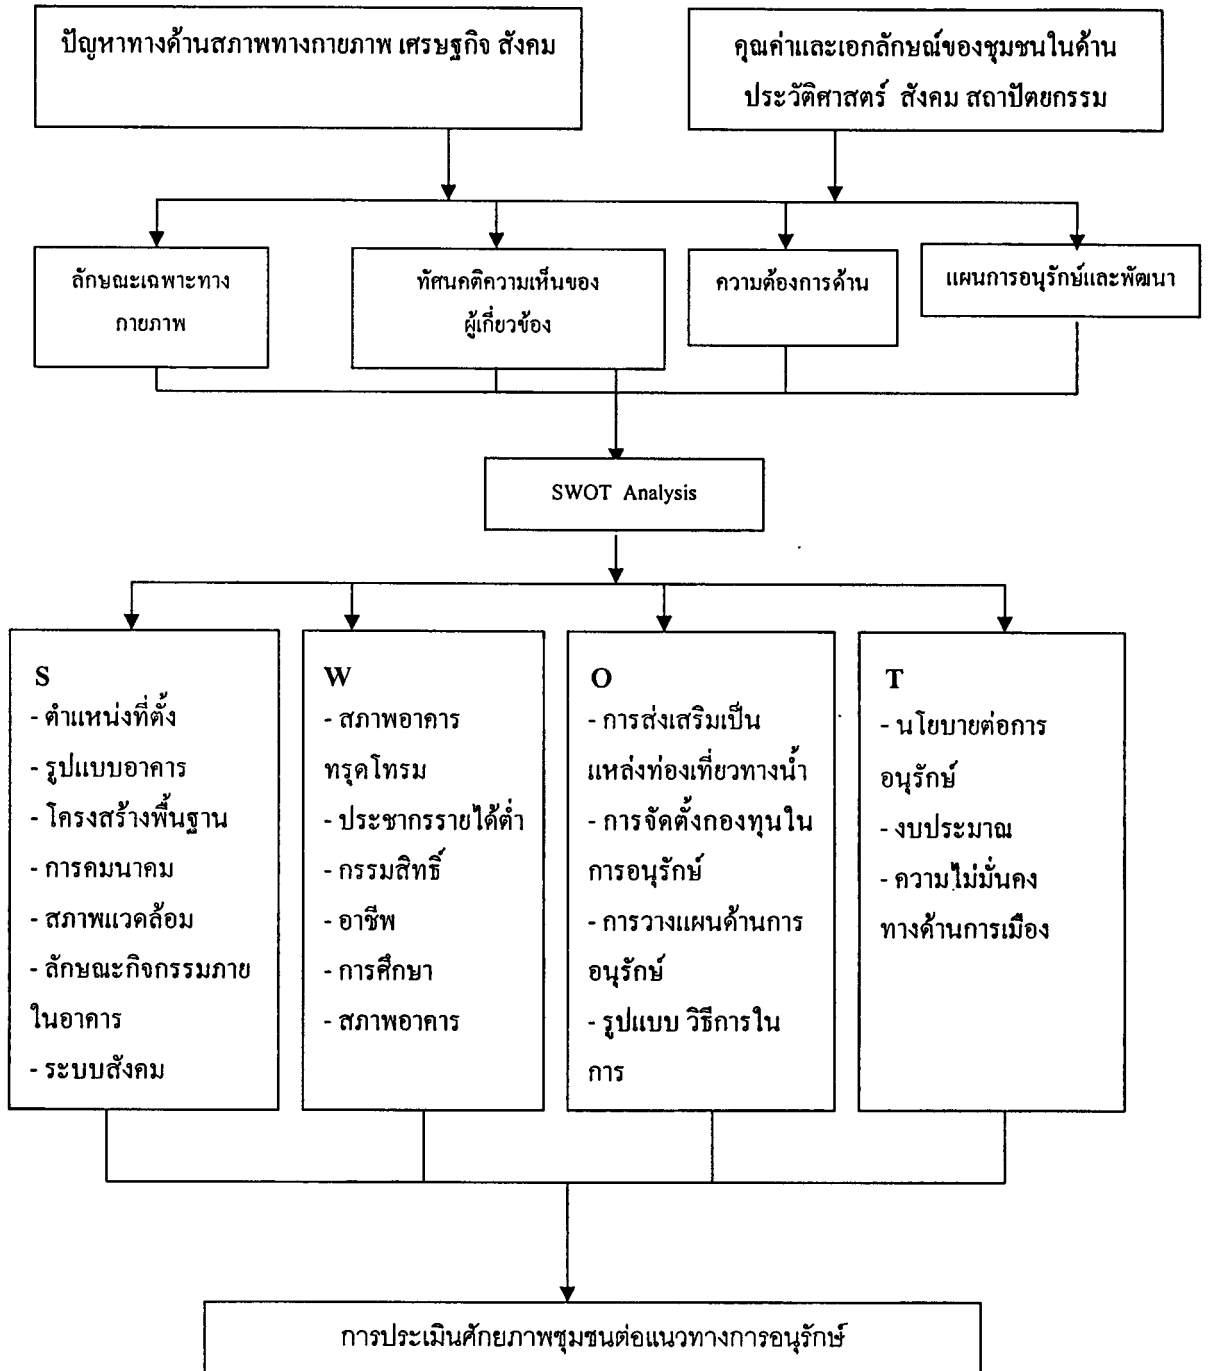 ปัญหาทางด้านสภาพทางกายภาพ เศรษฐกิจ สังคม
คุณค่าและเอกลักษณ์ของชุมชนในด้าน
ประวัติศาสตร์ สังคม สถาปัตยกรรม
ลักษณะเฉพาะทาง
กายภาพ
ทัศนคติความเห็นของ
ผู้เกี่ยวข้อง
ความต้องการด้าน
แผนการอนุรักษ์และพัฒนา
SWOT Analysis
S
- ตำแหน่งที่ตั้ง
- รูปแบบอาคาร
- โครงสร้างพื้นฐาน
- การคมนาคม
- สภาพแวดล้อม
- ลักษณะกิจกรรมภาย
ในอาคาร
- ระบบสังคม
W
- สภาพอาคาร
ทรุดโทรม
- ประชากรรายได้ต่ำ
- กรรมสิทธิ์
- อาชีพ
- การศึกษา
- สภาพอาคาร
O
- การส่งเสริมเป็น
แหล่งท่องเที่ยวทางน้ำ
- การจัดตั้งกองทุนใน
การอนุรักษ์
- การวางแผนด้านการ
อนุรักษ์
- รูปแบบ วิธีการใน
การ
T
- นโยบายต่อการ
อนุรักษ์
- งบประมาณ
- ความไม่มั่นคง
ทางด้านการเมือง
การประเมินศักยภาพชุมชนต่อแนวทางการอนุรักษ์